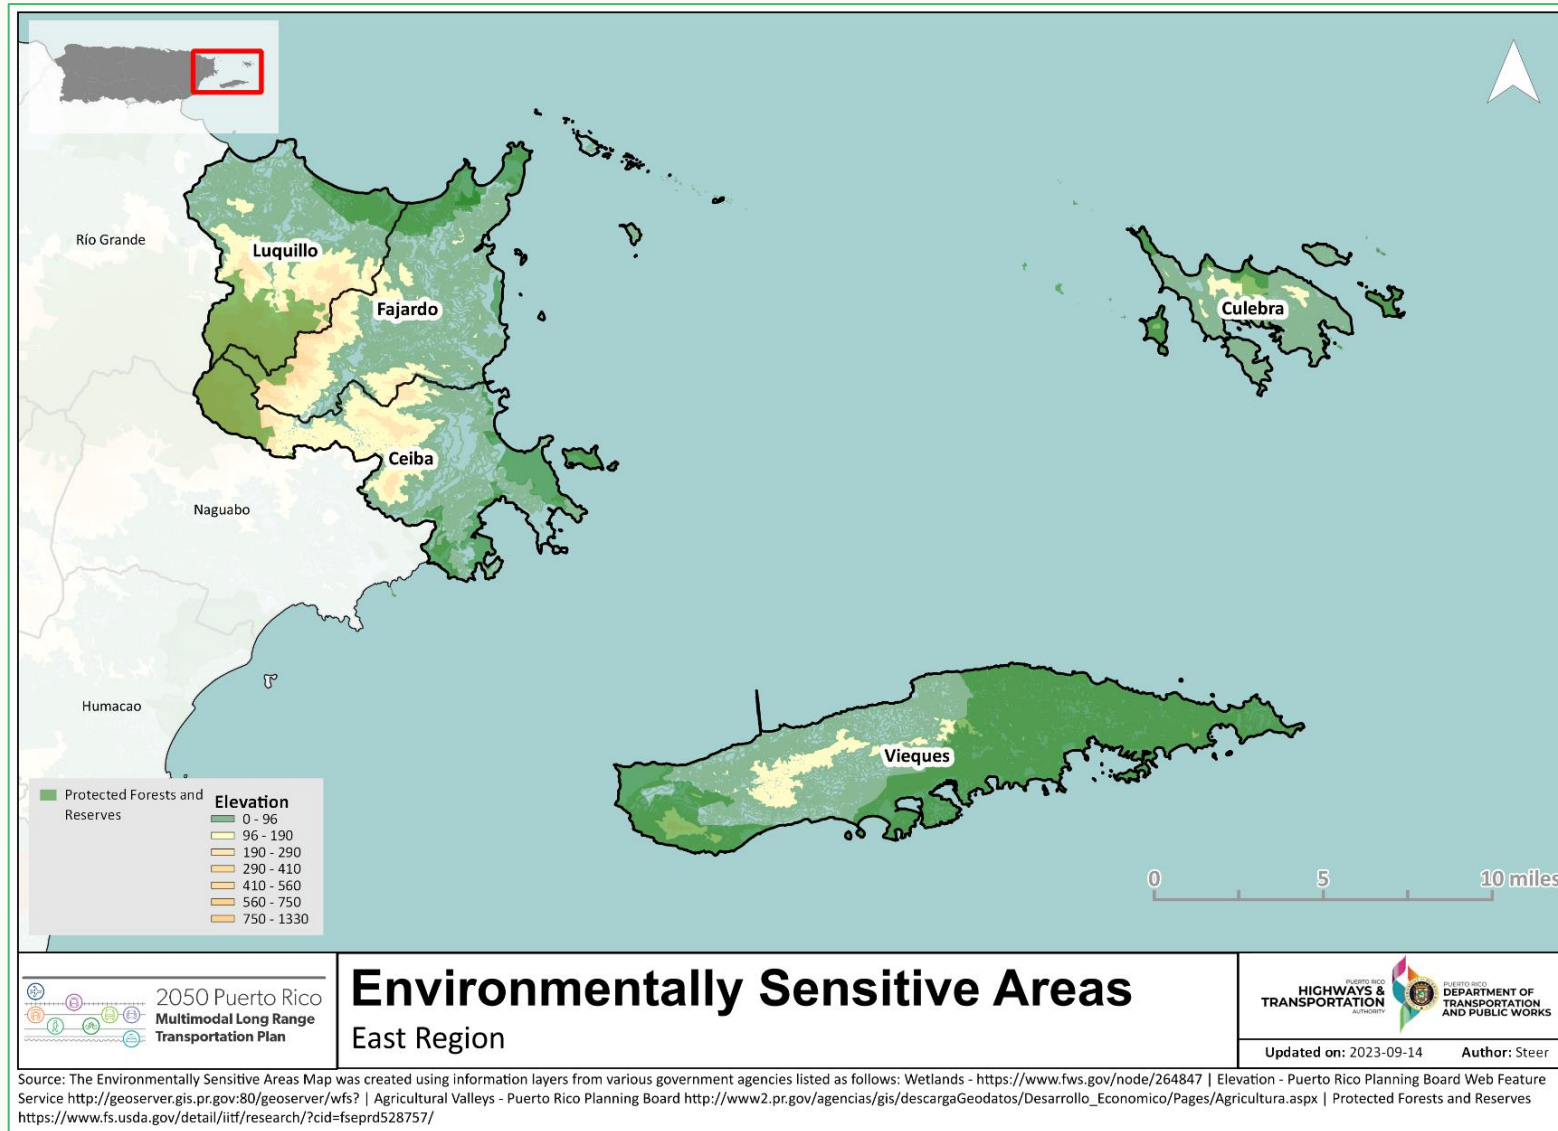 Río Grande
Luquillo
Fajardo
Culebra
Ceiba
Naguabo
Humacao
Vieques
Protected Forests and
Reserves
Elevation
0 - 96
96 - 190
190 - 290
290 - 410
410 - 560
560 - 750
750 - 1330
0 5 10 miles
2050 Puerto Rico
Multimodal Long Range
Transportation Plan
Environmentally Sensitive Areas
East Region
PUERTO RICO
HIGHWAYS &
TRANSPORTATION
AUTHORITY
PUERTO RICO
DEPARTMENT OF
TRANSPORTATION
AND PUBLIC WORKS
Updated on: 2023-09-14 Author: Steer
Source: The Environmentally Sensitive Areas Map was created using information layers from various government agencies listed as follows: Wetlands - https://www.fws.gov/node/264847 | Elevation - Puerto Rico Planning Board Web Feature
Service http://geoserver.gis.pr.gov:80/geoserver/wfs? | Agricultural Valleys - Puerto Rico Planning Board http://www2.pr.gov/agencias/gis/descargaGeodatos/Desarrollo_Economico/Pages/Agricultura.aspx | Protected Forests and Reserves
https://www.fs.usda.gov/detail/iitf/research/?cid=fseprd528757/